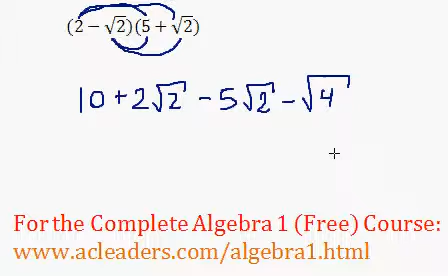 (2 − √2)(5 + √2)
10 + 2√2 − 5√2 − √4
For the Complete Algebra 1 (Free) Course:
www.acleaders.com/algebra1.html